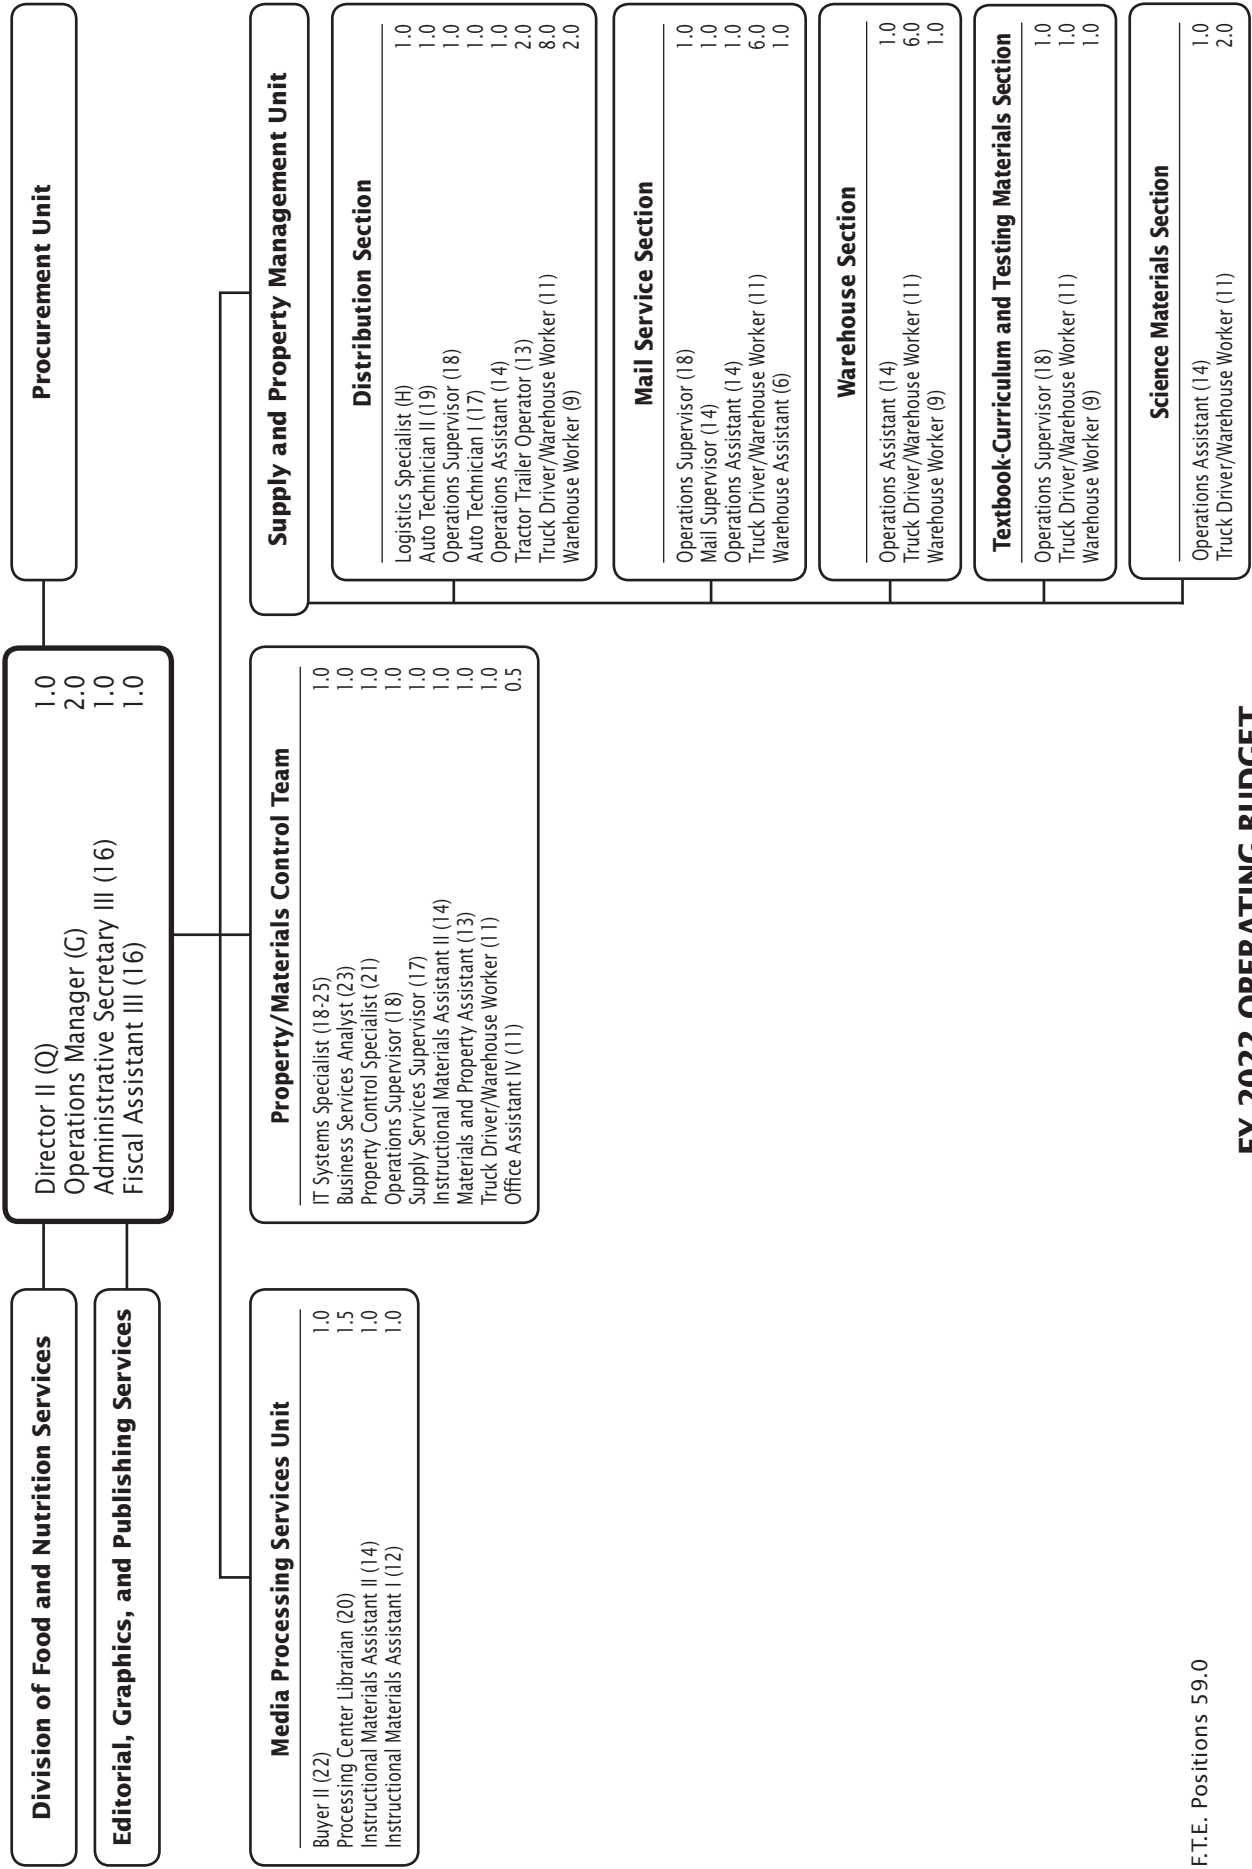 Division of Food and Nutrition Services
Editorial, Graphics, and Publishing Services
Director II (Q) 1.0
Operations Manager (G) 2.0
Administrative Secretary III (16) 1.0
Fiscal Assistant III (16) 1.0
Procurement Unit
Media Processing Services Unit
Buyer II (22) 1.0
Processing Center Librarian (20) 1.5
Instructional Materials Assistant II (14) 1.0
Instructional Materials Assistant I (12) 1.0
Property/Materials Control Team
IT Systems Specialist (18-25) 1.0
Business Services Analyst (23) 1.0
Property Control Specialist (21) 1.0
Operations Supervisor (18) 1.0
Supply Services Supervisor (17) 1.0
Instructional Materials Assistant II (14) 1.0
Materials and Property Assistant (13) 1.0
Truck Driver/Warehouse Worker (11) 1.0
Office Assistant IV (11) 0.5
Supply and Property Management Unit
Distribution Section
Logistics Specialist (H) 1.0
Auto Technician II (19) 1.0
Operations Supervisor (18) 1.0
Auto Technician I (17) 1.0
Operations Assistant (14) 1.0
Tractor Trailer Operator (13) 2.0
Truck Driver/Warehouse Worker (11) 8.0
Warehouse Worker (9) 2.0
Mail Service Section
Operations Supervisor (18) 1.0
Mail Supervisor (14) 1.0
Operations Assistant (14) 1.0
Truck Driver/Warehouse Worker (11) 6.0
Warehouse Assistant (6) 1.0
Warehouse Section
Operations Assistant (14) 1.0
Truck Driver/Warehouse Worker (11) 6.0
Warehouse Worker (9) 1.0
Textbook-Curriculum and Testing Materials Section
Operations Supervisor (18) 1.0
Truck Driver/Warehouse Worker (11) 1.0
Warehouse Worker (9) 1.0
Science Materials Section
Operations Assistant (14) 1.0
Truck Driver/Warehouse Worker (11) 2.0
F.T.E. Positions 59.0
FY 2022 OPERATING BUDGET